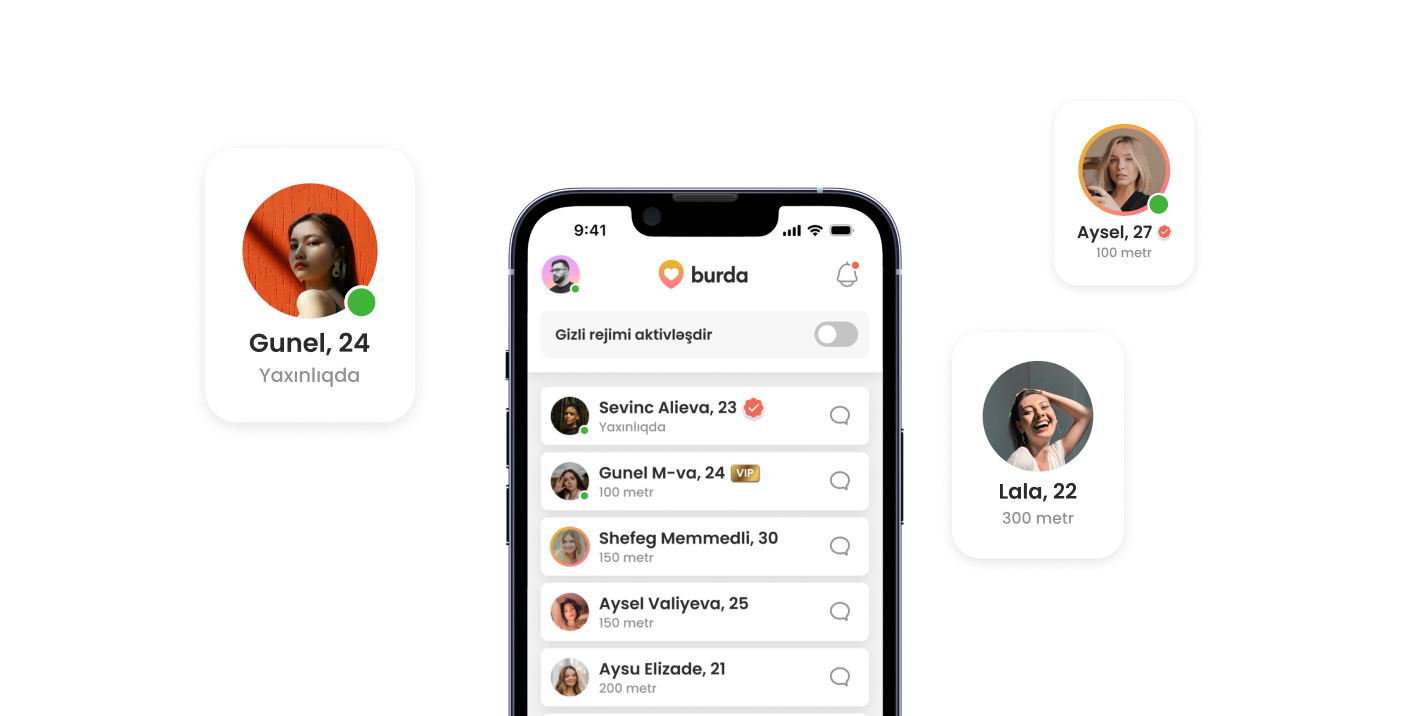 Gunel, 24
Yaxınlıqda
9:41
burda
Gizli rejimi aktivləşdir
Sevinc Alieva, 23
Yaxınlıqda
Gunel M-va, 24 VIP
100 metr
Shefeg Memmedli, 30
150 metr
Aysel Valiyeva, 25
150 metr
Aysu Elizade, 21
200 metr
Aysel, 27
100 metr
Lala, 22
300 metr